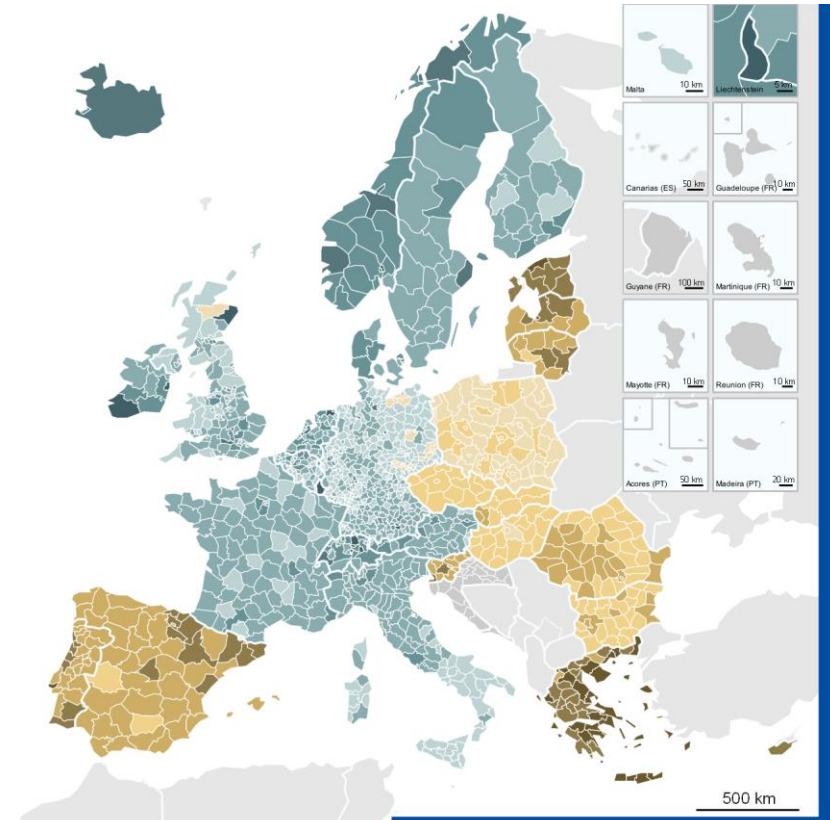 Malta 10 km
Liechtenstein 5 km
Canarias (ES) 50 km
Guadeloupe (FR) 10 km
Guyane (FR) 100 km
Martinique (FR) 10 km
Mayotte (FR) 10 km
Reunion (FR) 10 km
Acores (PT) 50 km
Madeira (PT) 20 km
500 km